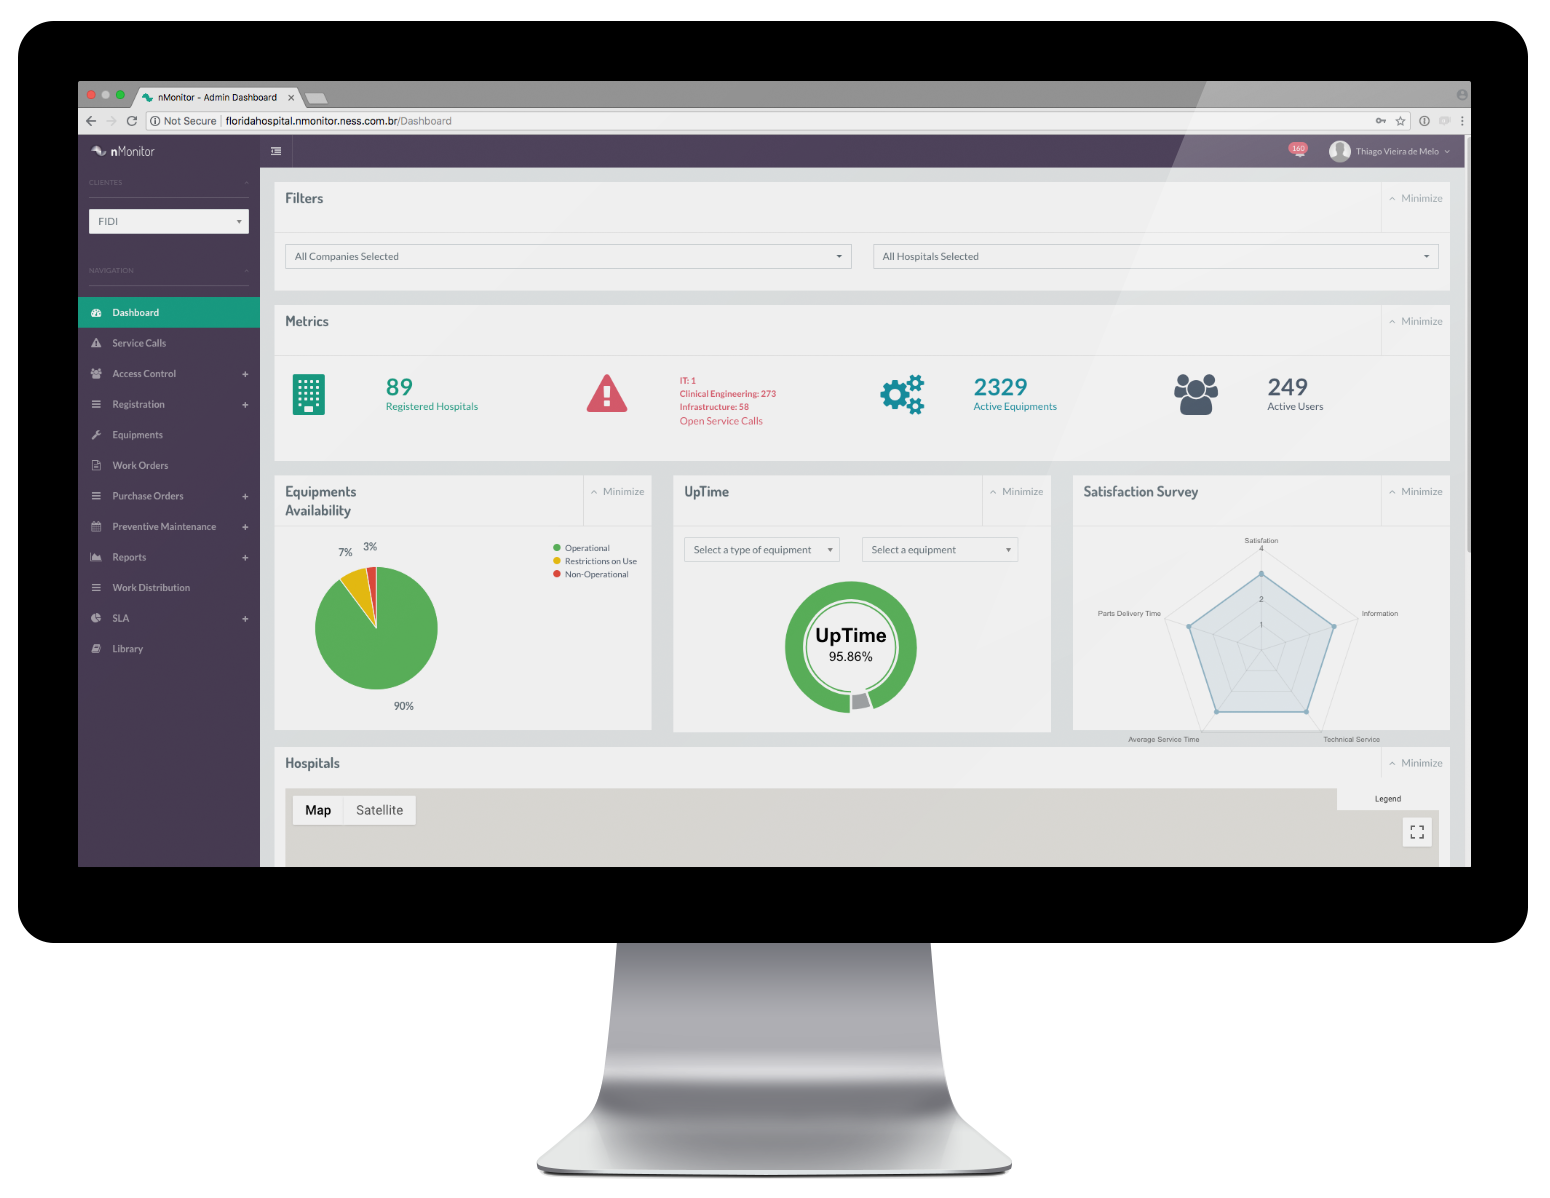 nMonitor - Admin Dashboard
Not Secure | floridahospital.nmonitor.ness.com.br/Dashboard
nMonitor
160
Thiago Vieira de Melo
CLIENTES
FIDI
NAVIGATION
Dashboard
Service Calls
Access Control
Registration
Equipments
Work Orders
Purchase Orders
Preventive Maintenance
Reports
Work Distribution
SLA
Library
Filters
Minimize
All Companies Selected
All Hospitals Selected
Metrics
Minimize
89
Registered Hospitals
IT: 1
Clinical Engineering: 273
Infrastructure: 58
Open Service Calls
2329
Active Equipments
249
Active Users
Equipments
Availability
Minimize
7%
3%
90%
Operational
Restrictions on Use
Non-Operational
UpTime
Minimize
Select a type of equipment
Select a equipment
UpTime
95.86%
Satisfaction Survey
Minimize
Satisfation
4
2
1
Parts Delivery Time
Information
Average Service Time
Technical Service
Hospitals
Minimize
Map
Satellite
Legend